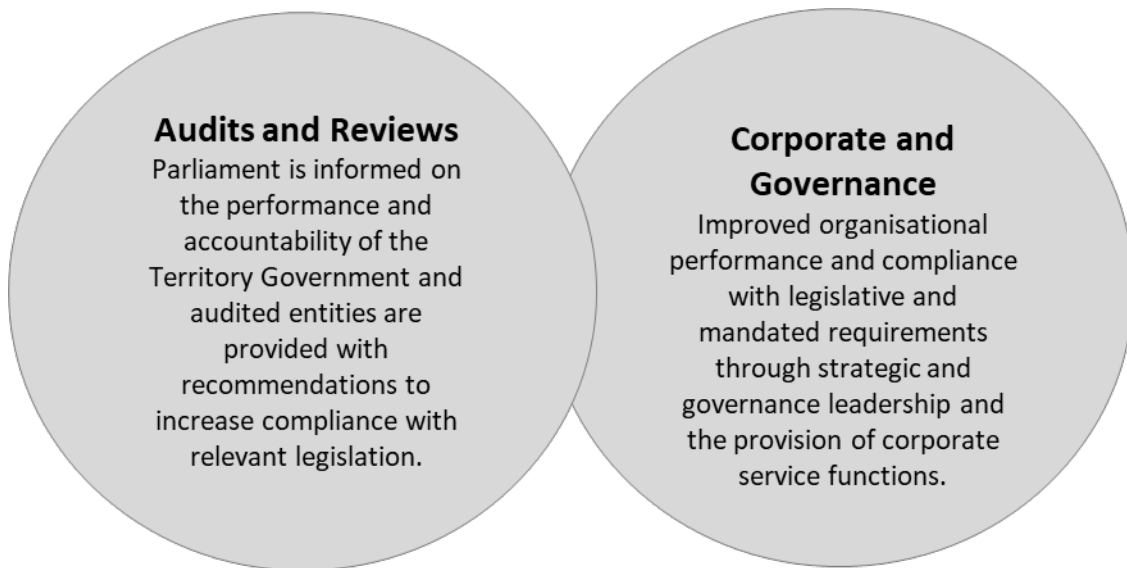 Audits and Reviews
Parliament is informed on
the performance and
accountability of the
Territory Government and
audited entities are
provided with
recommendations to
increase compliance with
relevant legislation.
Corporate and
Governance
Improved organisational
performance and compliance
with legislative and
mandated requirements
through strategic and
governance leadership and
the provision of corporate
service functions.